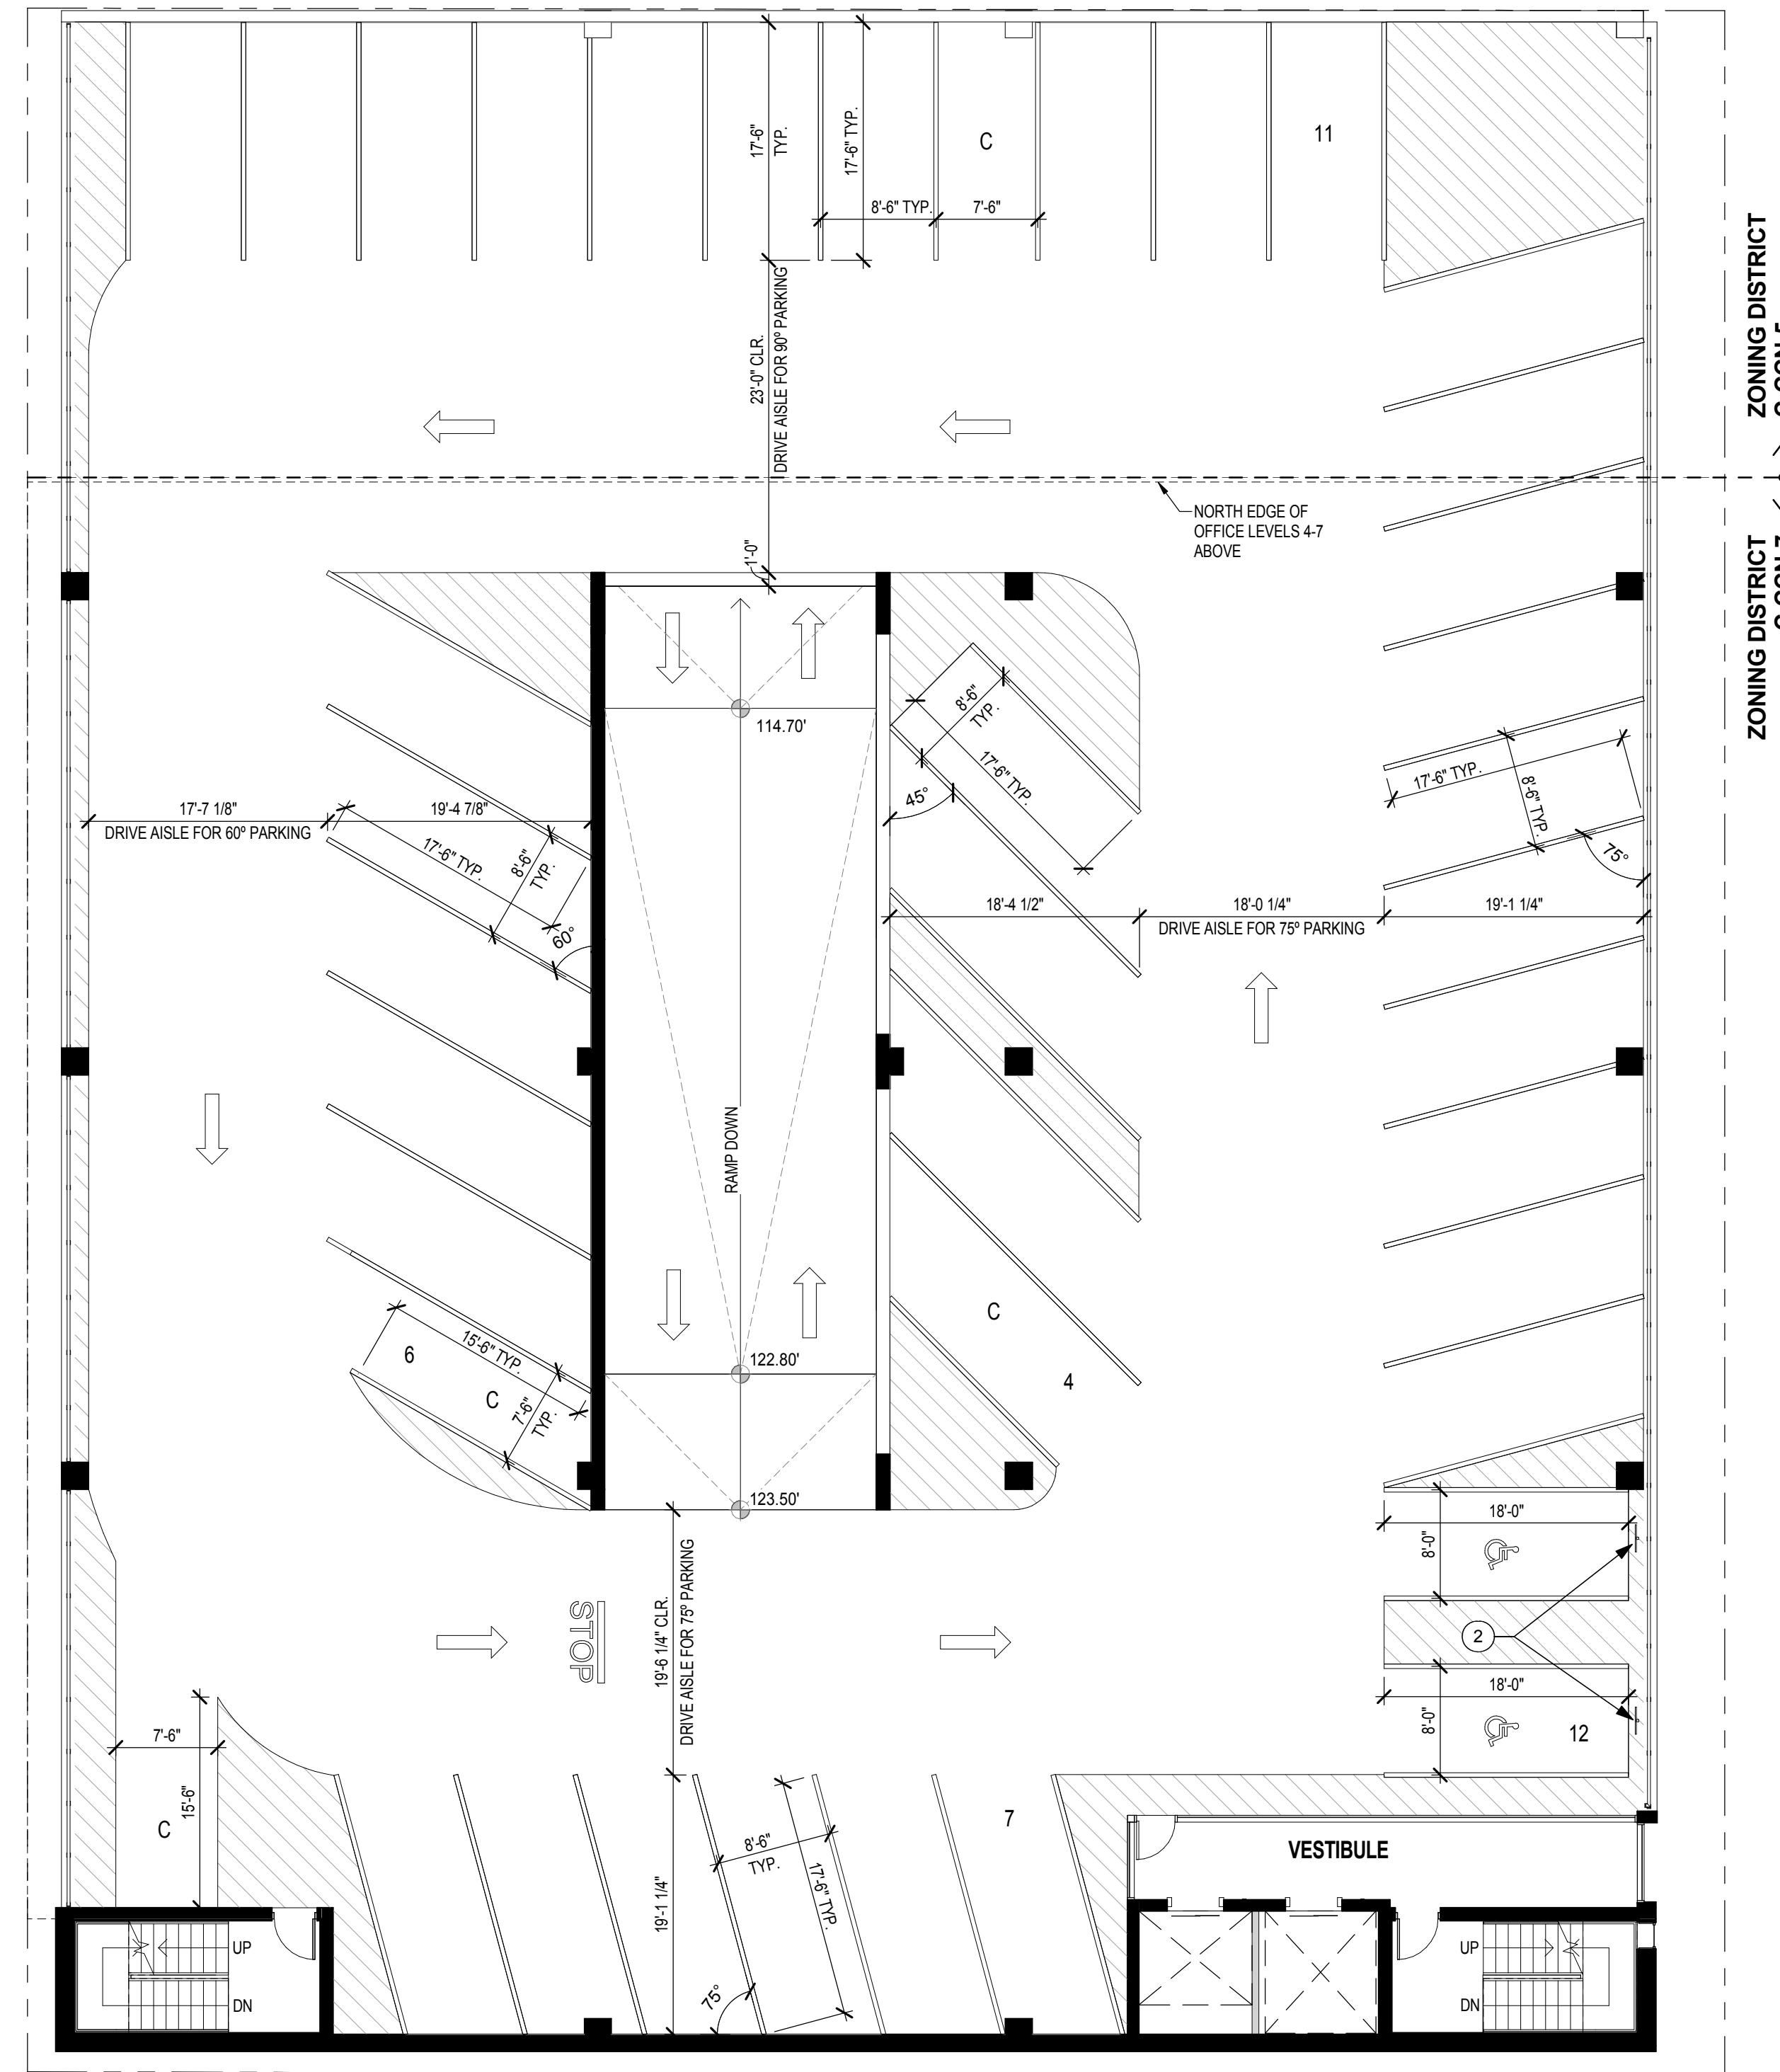 17'-6"
TYP.
17'-6" TYP.
C
11
8'-6" TYP.
7'-6"
23'-0" CLR.
DRIVE AISLE FOR 90º PARKING
ZONING DISTRICT
ZONING DISTRICT
NORTH EDGE OF
OFFICE LEVELS 4-7
ABOVE
1'-0"
114.70'
8'-6"
TYP.
17'-6" TYP.
45°
17'-7 1/8"
DRIVE AISLE FOR 60º PARKING
19'-4 7/8"
17'-6" TYP.
8'-6"
TYP.
60°
17'-6" TYP.
8'-6" TYP.
75°
18'-4 1/2"
18'-0 1/4"
DRIVE AISLE FOR 75º PARKING
19'-1 1/4"
RAMP DOWN
C
4
122.80'
15'-6" TYP.
6
C
7'-6"
TYP.
123.50'
18'-0"
8'-0"
2
18'-0"
8'-0"
12
STOP
19'-6 1/4" CLR.
DRIVE AISLE FOR 75º PARKING
7'-6"
15'-6"
C
7
8'-6"
TYP.
17'-6" TYP.
19'-1 1/4"
75°
VESTIBULE
UP
DN
UP
DN